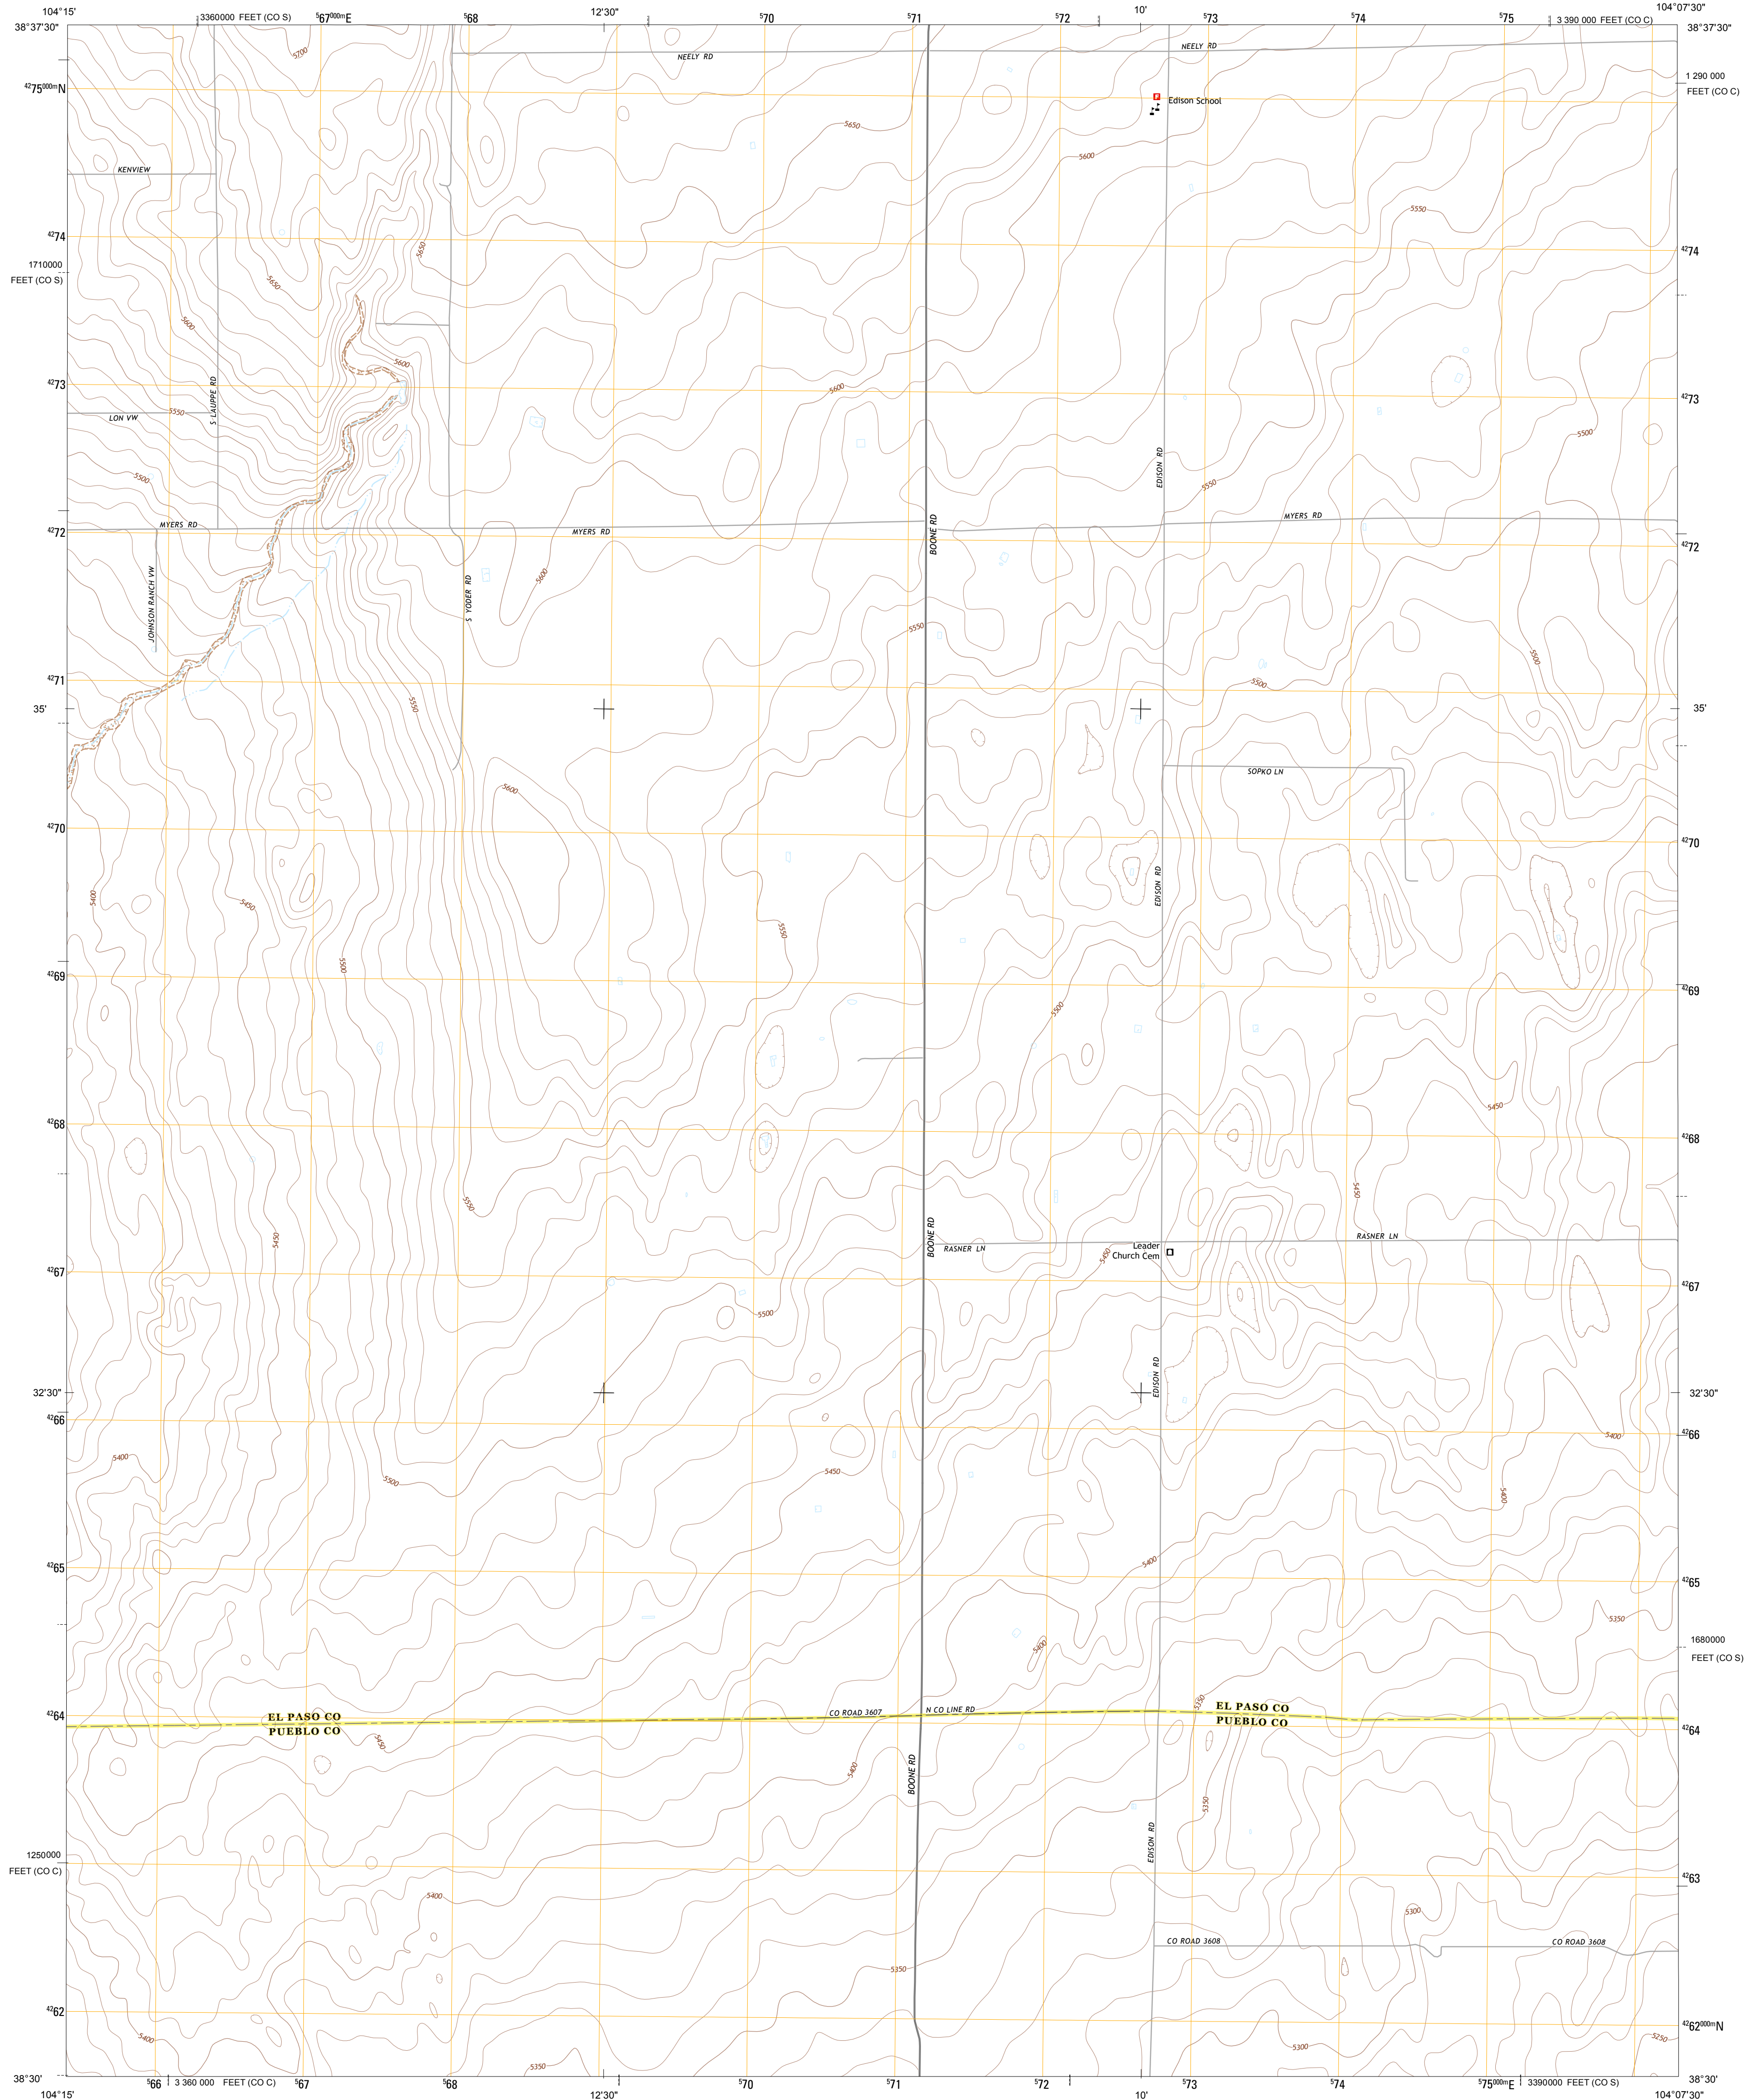 104°15'
3360000 FEET (CO S)
⁵67⁰⁰⁰ᵐE
⁵68
12'30"
⁵70
⁵71
⁵72
10'
⁵73
⁵74
⁵75
3 390 000 FEET (CO C)
104°07'30"
38°37'30"
38°37'30"
5700
NEELY RD
NEELY RD
1 290 000
FEET (CO C)
⁴²75⁰⁰⁰ᵐN
Edison School
5650
5600
KENVIEW
5550
⁴²74
5650
⁴²74
1710000
FEET (CO S)
5650
5600
5600
⁴²73
S LAUPPE RD
5600
⁴²73
LON VW
5550
5500
5500
EDISON RD
5550
MYERS RD
MYERS RD
BOONE RD
MYERS RD
⁴²72
⁴²72
JOHNSON RANCH VW
S YODER RD
5600
5550
5500
⁴²71
5500
⁴²71
35'
5550
35'
SOPKO LN
5600
⁴²70
⁴²70
5400
5450
EDISON RD
5550
5500
⁴²69
⁴²69
5500
5450
⁴²68
⁴²68
5550
5450
5450
BOONE RD
RASNER LN
Leader
Church Cem
5450
RASNER LN
⁴²67
⁴²67
5500
EDISON RD
32'30"
32'30"
⁴²66
⁴²66
5400
5400
5500
5450
5400
⁴²65
5400
⁴²65
5350
5400
1680000
FEET (CO S)
⁴²64
EL PASO CO
PUEBLO CO
CO ROAD 3607
N CO LINE RD
5350
EL PASO CO
PUEBLO CO
⁴²64
5450
5400
BOONE RD
5350
EDISON RD
1250000
FEET (CO C)
⁴²63
5400
5300
CO ROAD 3608
CO ROAD 3608
5350
⁴²62
⁴²62⁰⁰⁰ᵐN
5400
5350
5300
5250
38°30'
38°30'
⁵66
3 360 000 FEET (CO C)
⁵67
⁵68
12'30"
⁵70
⁵71
⁵72
10'
⁵73
⁵74
⁵75⁰⁰⁰ᵐE
3390000 FEET (CO S)
104°15'
104°07'30"